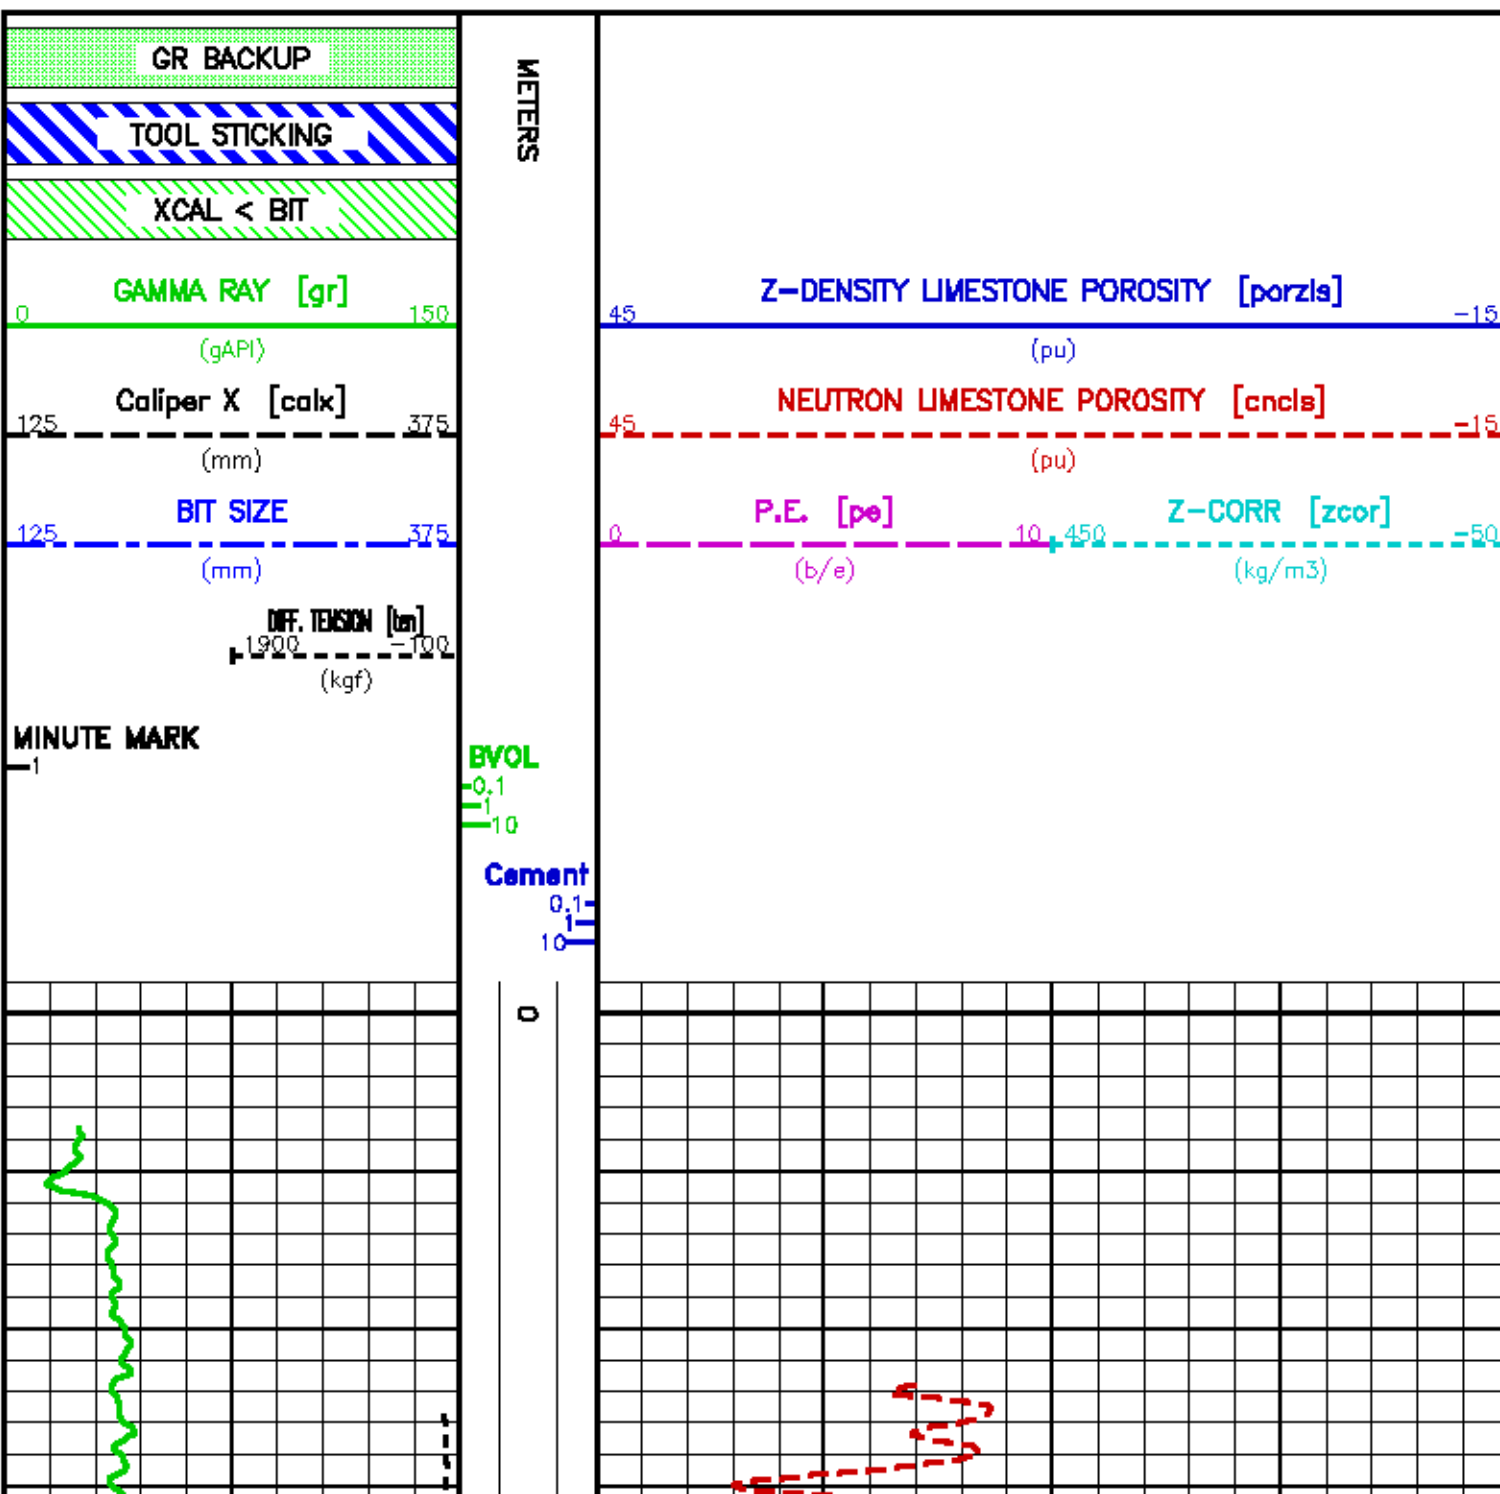 GR BACKUP
TOOL STICKING
XCAL < BIT
GAMMA RAY [gr]
0 150
(gAPI)
Caliper X [calx]
125 375
(mm)
BIT SIZE
125 375
(mm)
DIFF. TENSION [ten]
1900 -100
(kgf)
MINUTE MARK
1
METERS
BVOL
0.1
1
10
Cement
0.1
1
10
0
Z-DENSITY LIMESTONE POROSITY [porzls]
45 -15
(pu)
NEUTRON LIMESTONE POROSITY [cncls]
45 -15
(pu)
P.E. [pe]
0 10
(b/e)
Z-CORR [zcor]
450 -50
(kg/m3)